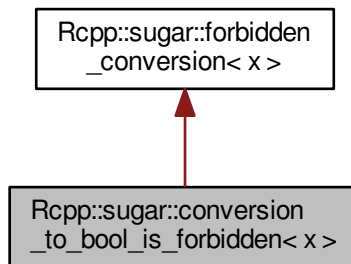 Rcpp::sugar::forbidden
_conversion< x >
Rcpp::sugar::conversion
_to_bool_is_forbidden< x >